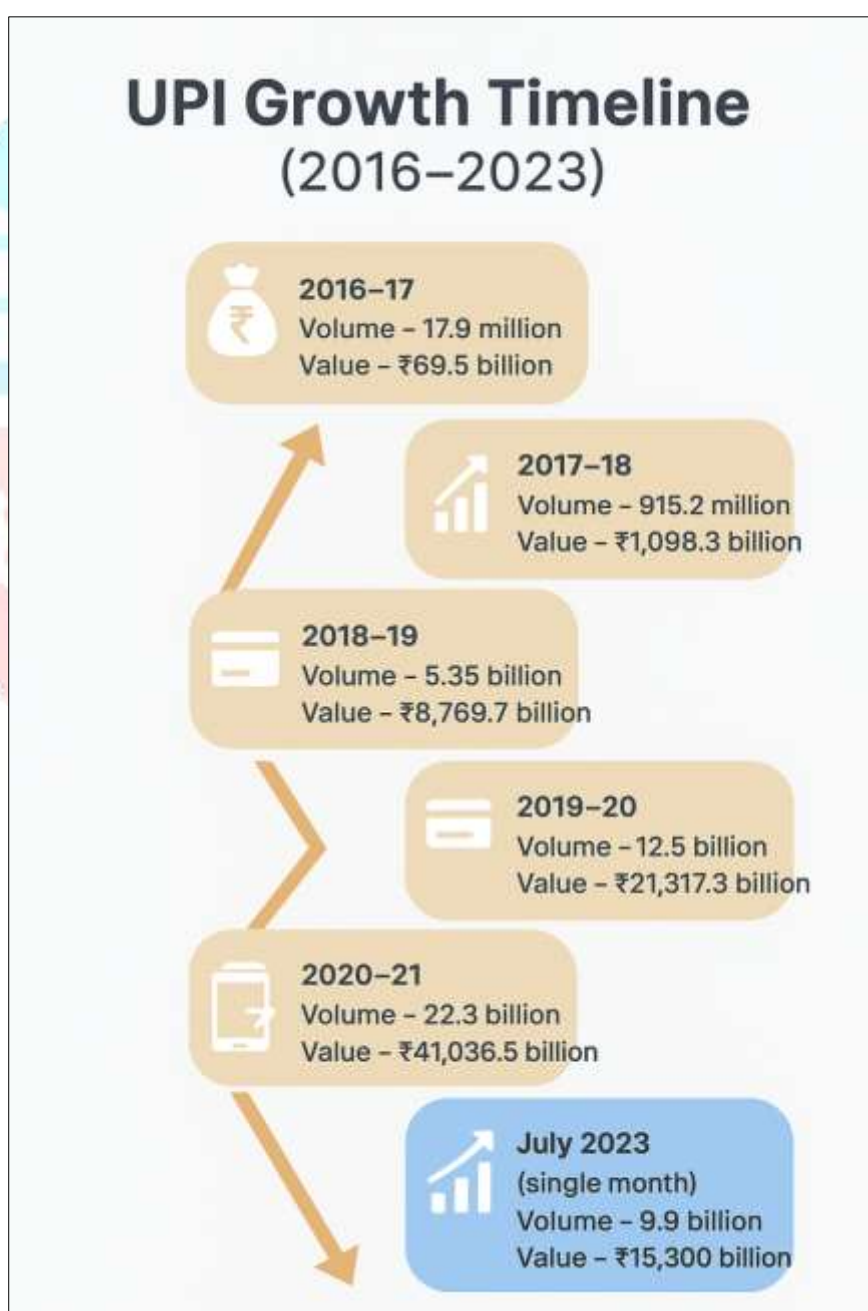 UPI Growth Timeline
(2016–2023)
2016–17
Volume – 17.9 million
Value – ₹69.5 billion
2017–18
Volume – 915.2 million
Value – ₹1,098.3 billion
2018–19
Volume – 5.35 billion
Value – ₹8,769.7 billion
2019–20
Volume – 12.5 billion
Value – ₹21,317.3 billion
2020–21
Volume – 22.3 billion
Value – ₹41,036.5 billion
July 2023
(single month)
Volume – 9.9 billion
Value – ₹15,300 billion